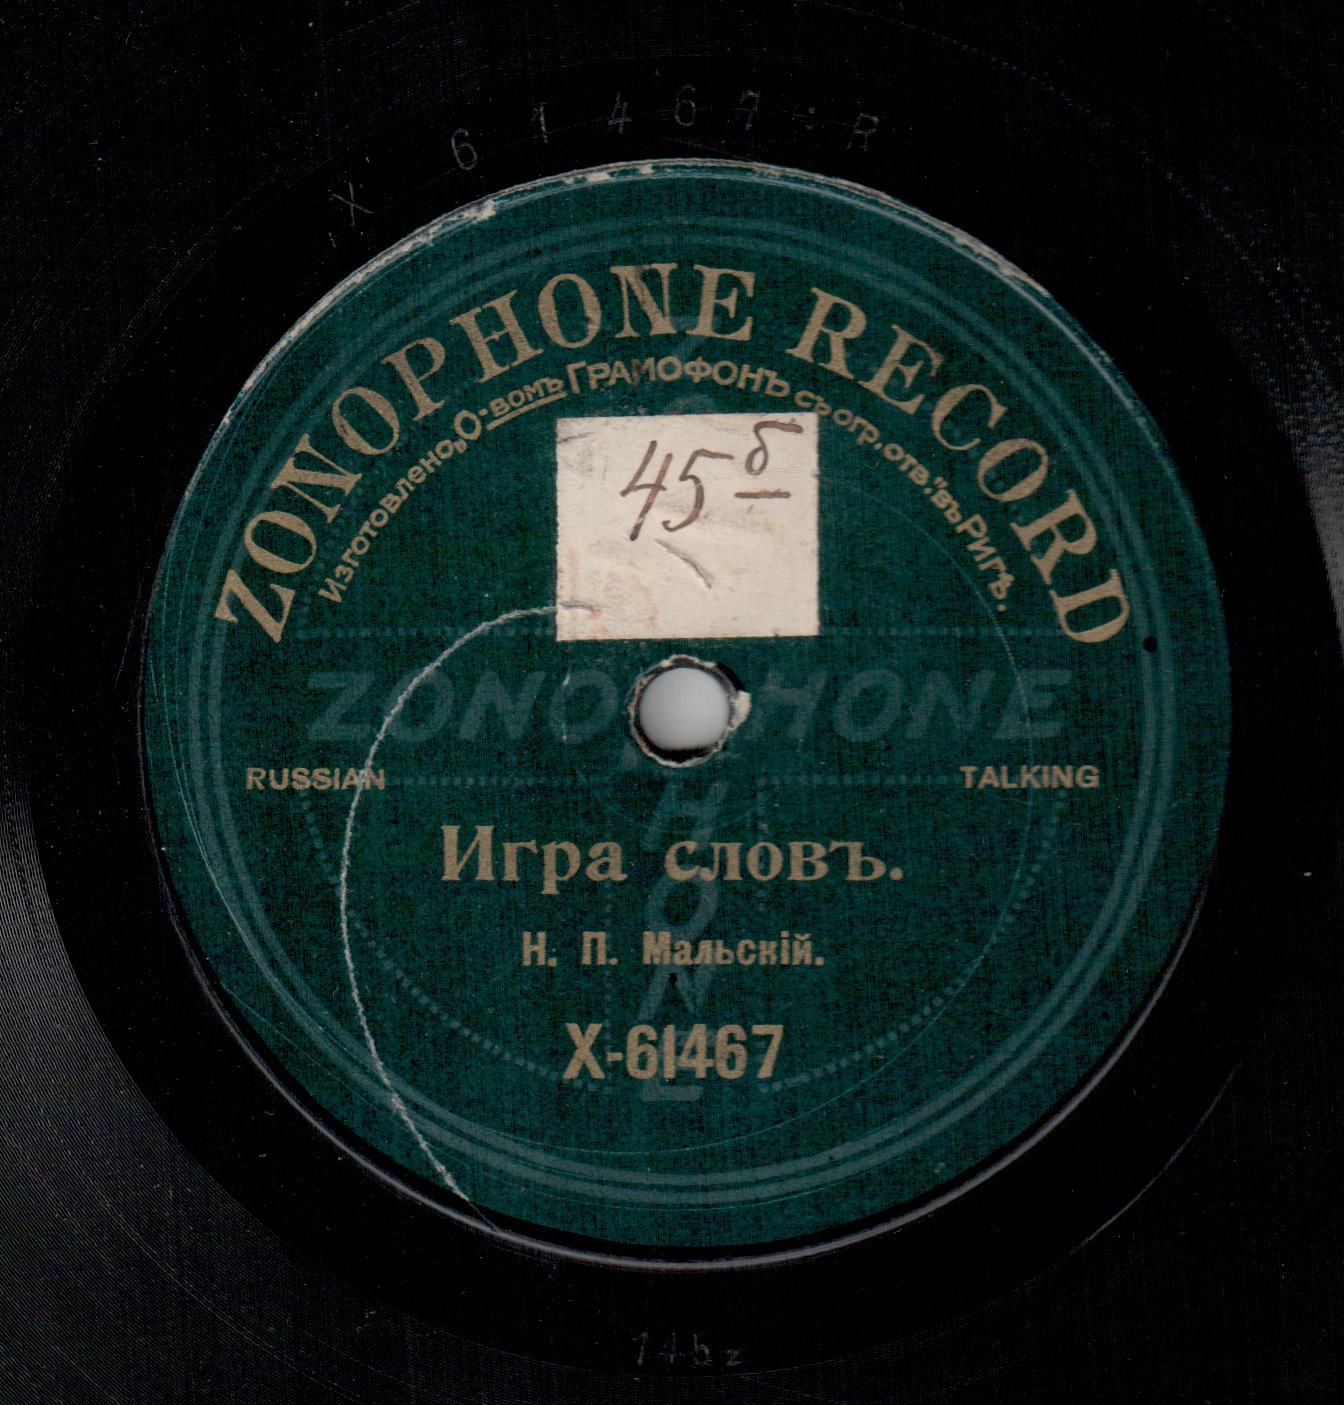 X 61467:R
ZONOPHONE RECORD
Изготовлено „О-вомъ Грамофонъ съ огр. отв.“ въ Ригѣ.
45 б
ZONOPHONE
RUSSIAN TALKING
Игра словъ.
Н. П. Мальскій.
X-61467